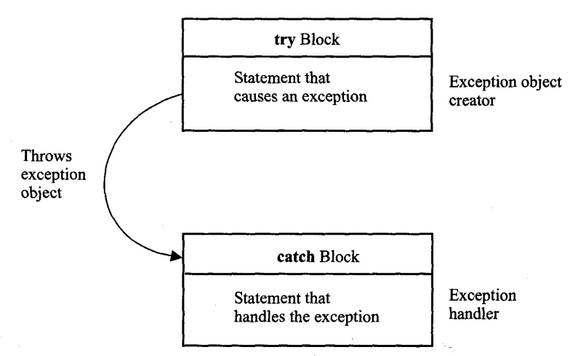 try Block
Statement that
causes an exception
Exception object
creator
Throws
exception
object
catch Block
Statement that
handles the exception
Exception
handler